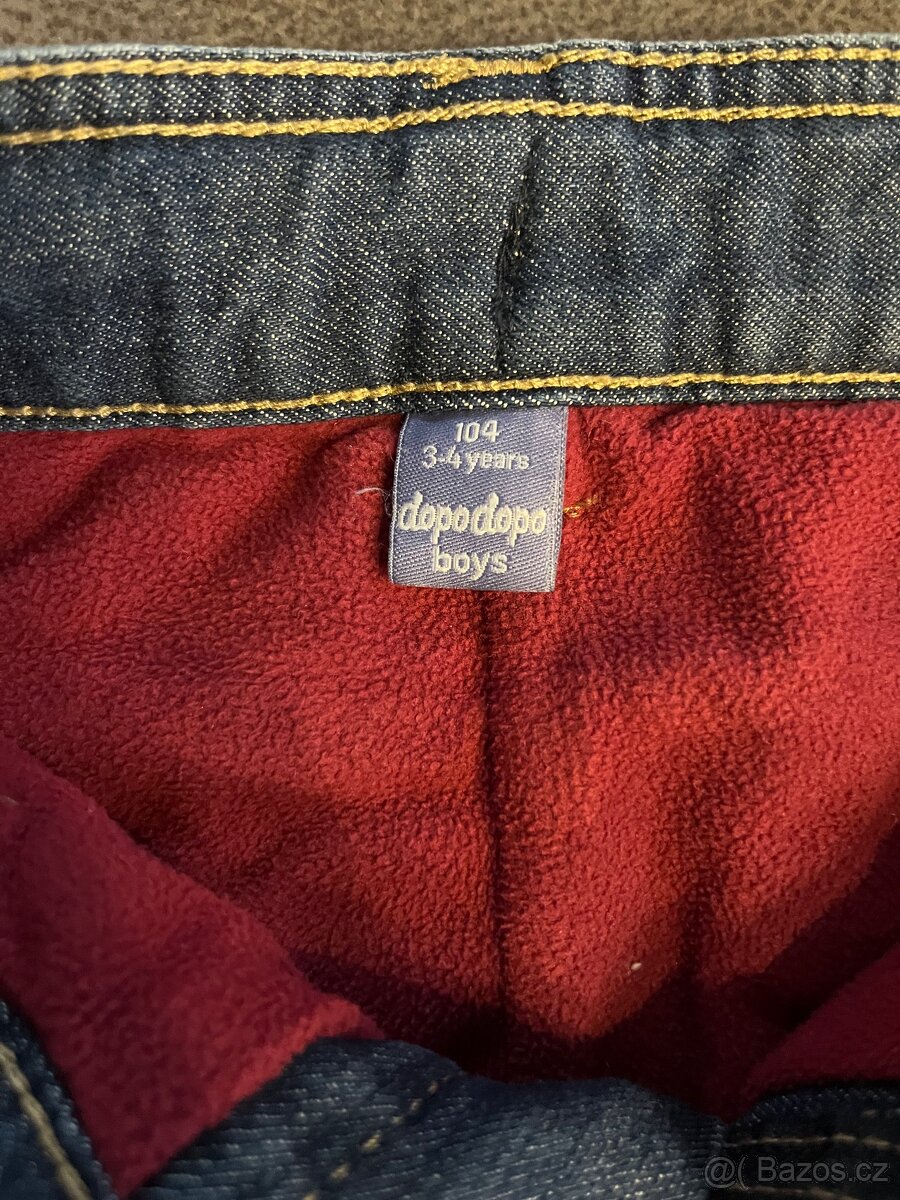 104
3-4 years
dopodopo
boys
@( Bazos.cz